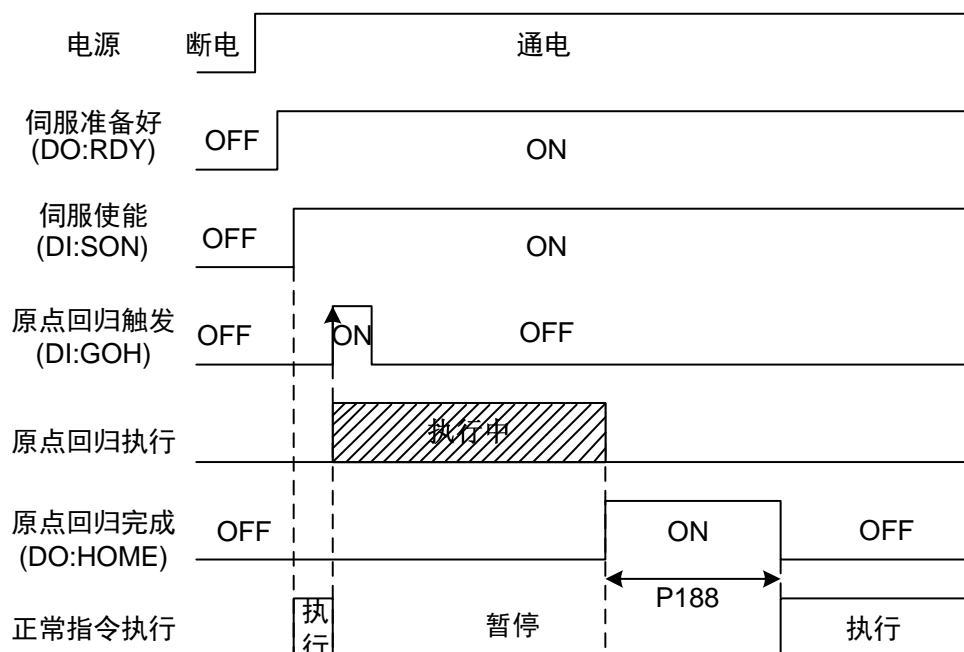 电源 断电 通电
伺服准备好
(DO:RDY)
OFF ON
伺服使能
(DI:SON)
OFF ON
原点回归触发
(DI:GOH)
OFF ON OFF
原点回归执行 执行中
原点回归完成
(DO:HOME)
OFF ON OFF
P188
正常指令执行 执
行 暂停 执行